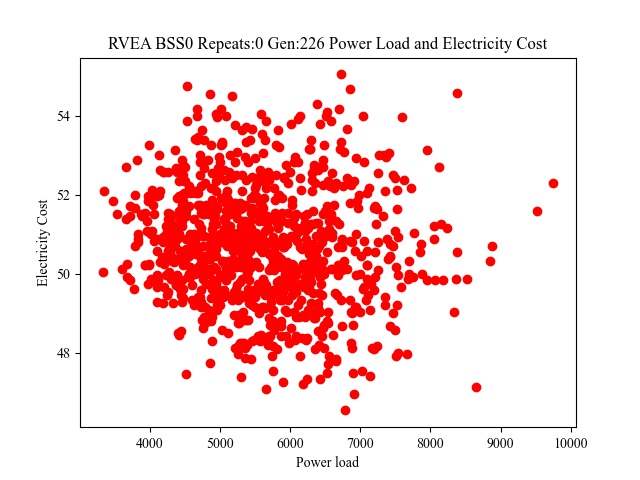 RVEA BSS0 Repeats:0 Gen:226 Power Load and Electricity Cost
54
52
50
48
Electricity Cost
4000 5000 6000 7000 8000 9000 10000
Power load